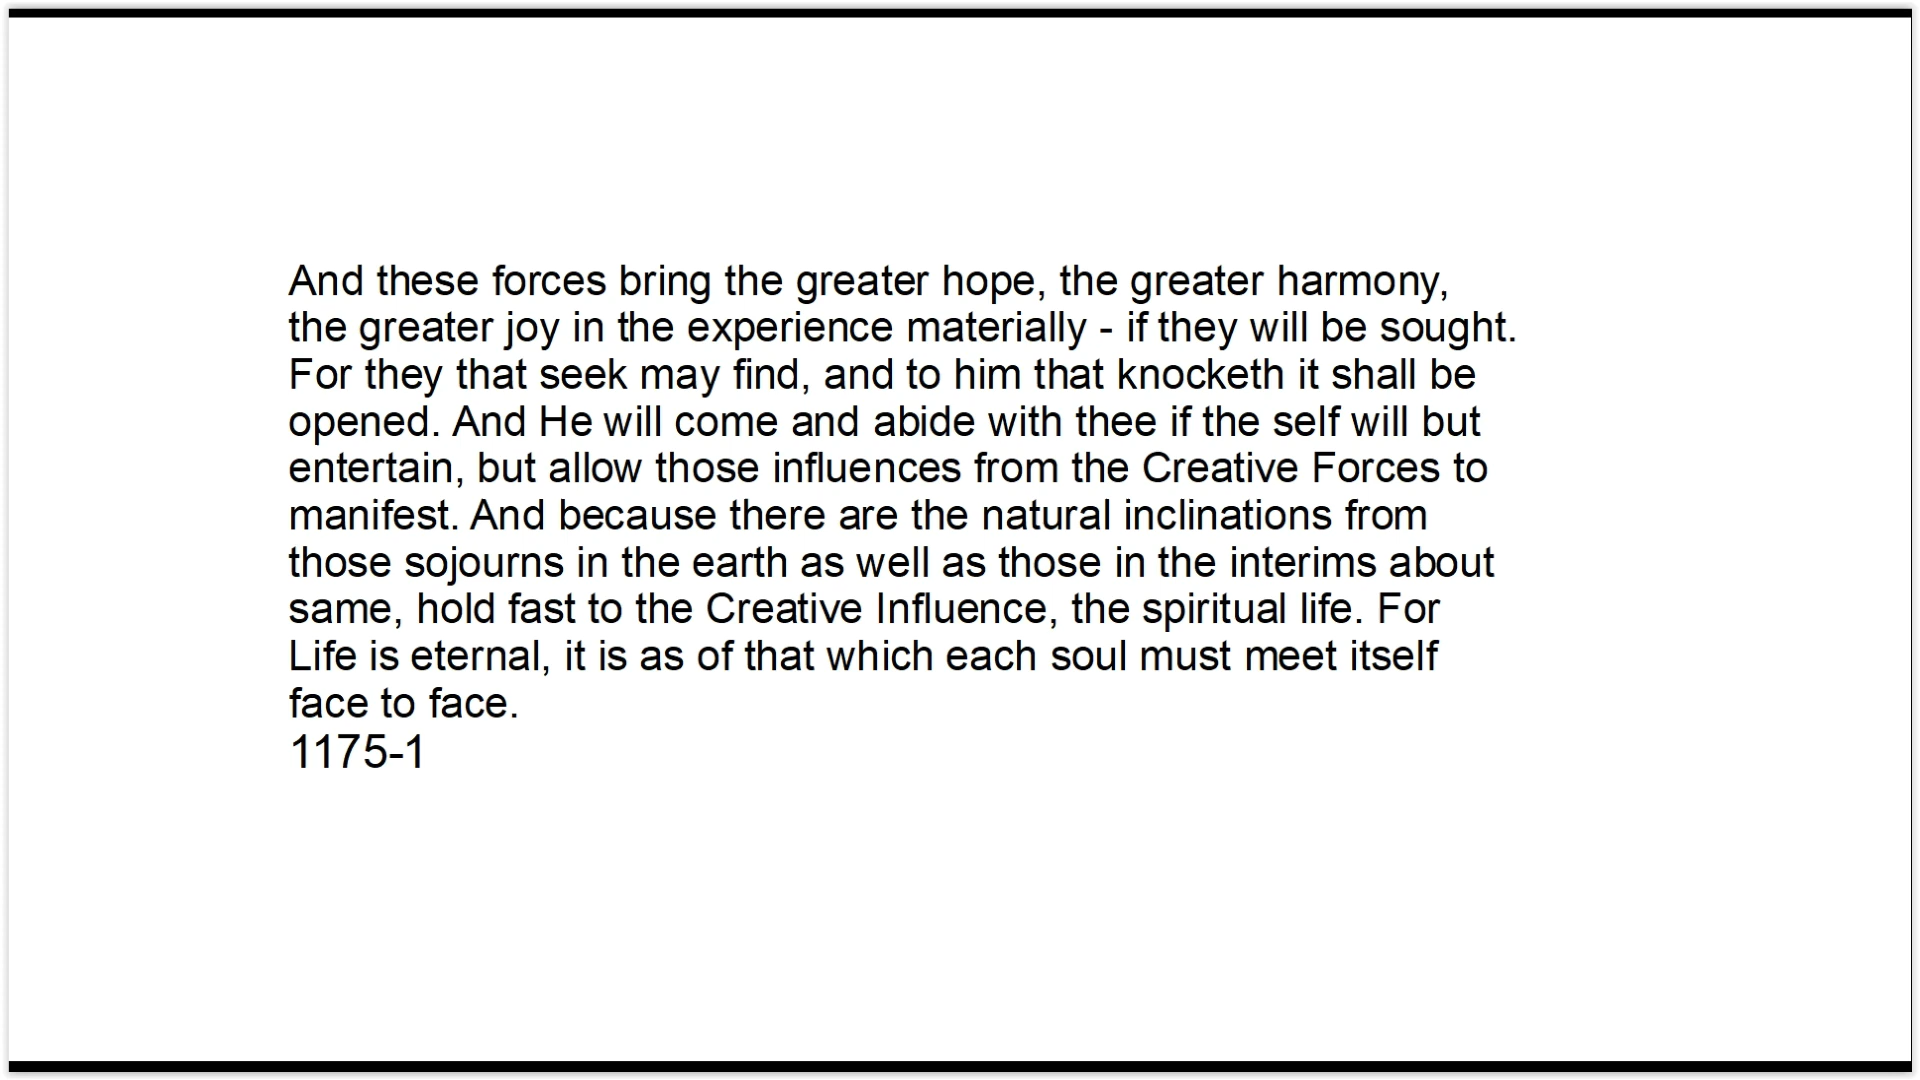 And these forces bring the greater hope, the greater harmony,
the greater joy in the experience materially - if they will be sought.
For they that seek may find, and to him that knocketh it shall be
opened. And He will come and abide with thee if the self will but
entertain, but allow those influences from the Creative Forces to
manifest. And because there are the natural inclinations from
those sojourns in the earth as well as those in the interims about
same, hold fast to the Creative Influence, the spiritual life. For
Life is eternal, it is as of that which each soul must meet itself
face to face.
1175-1